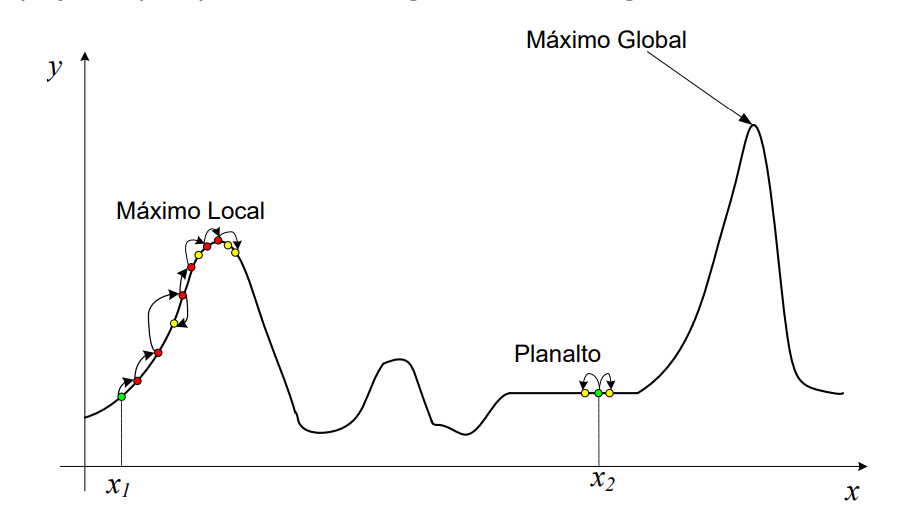 Máximo Global
y
Máximo Local
Planalto
x1
x2
x